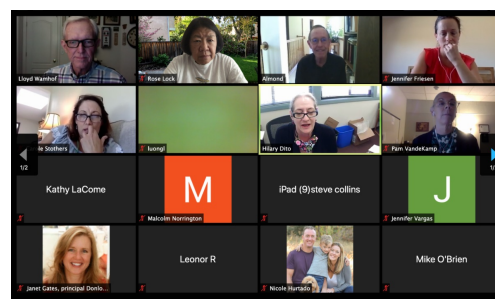 Lloyd Wamhof
Rose Lock
Almond
Jennifer Friesen
le Stothers
luongl
Hilary Dito
Pam VandeKamp
1/2
Kathy LaCome
M
Malcolm Norrington
iPad (9)steve collins
J
Jennifer Vargas
Janet Gates, principal Donlo...
Leonor R
Nicole Hurtado
Mike O'Brien